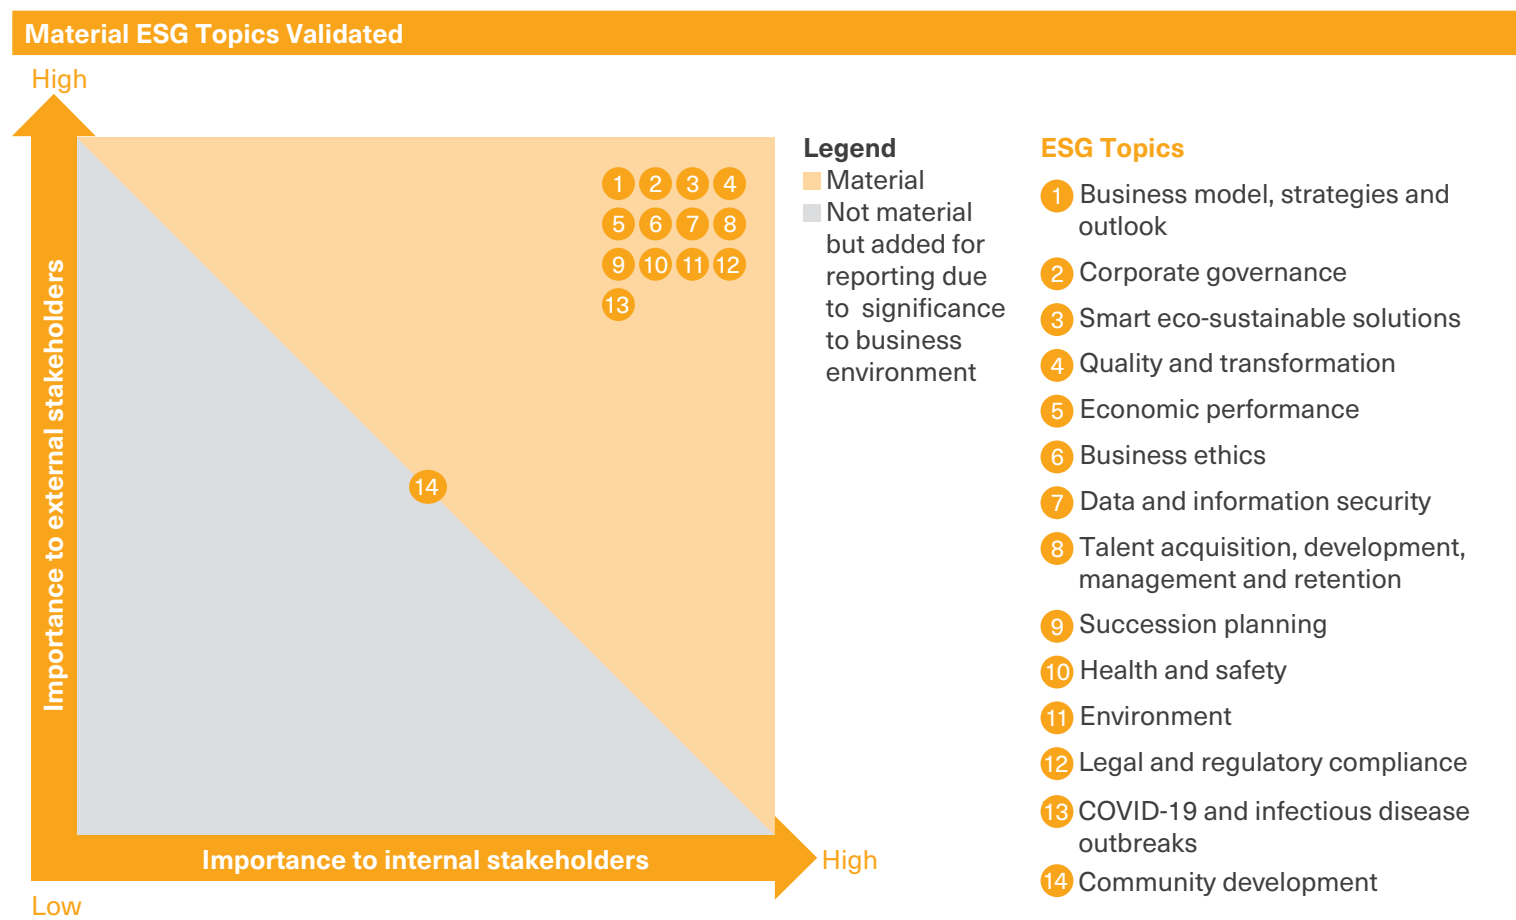 Material ESG Topics Validated
High
Importance to external stakeholders
1 2 3 4
5 6 7 8
9 10 11 12
13
14
Importance to internal stakeholders
High
Low
Legend
Material
Not material
but added for
reporting due
to significance
to business
environment
ESG Topics
1 Business model, strategies and
outlook
2 Corporate governance
3 Smart eco-sustainable solutions
4 Quality and transformation
5 Economic performance
6 Business ethics
7 Data and information security
8 Talent acquisition, development,
management and retention
9 Succession planning
10 Health and safety
11 Environment
12 Legal and regulatory compliance
13 COVID-19 and infectious disease
outbreaks
14 Community development